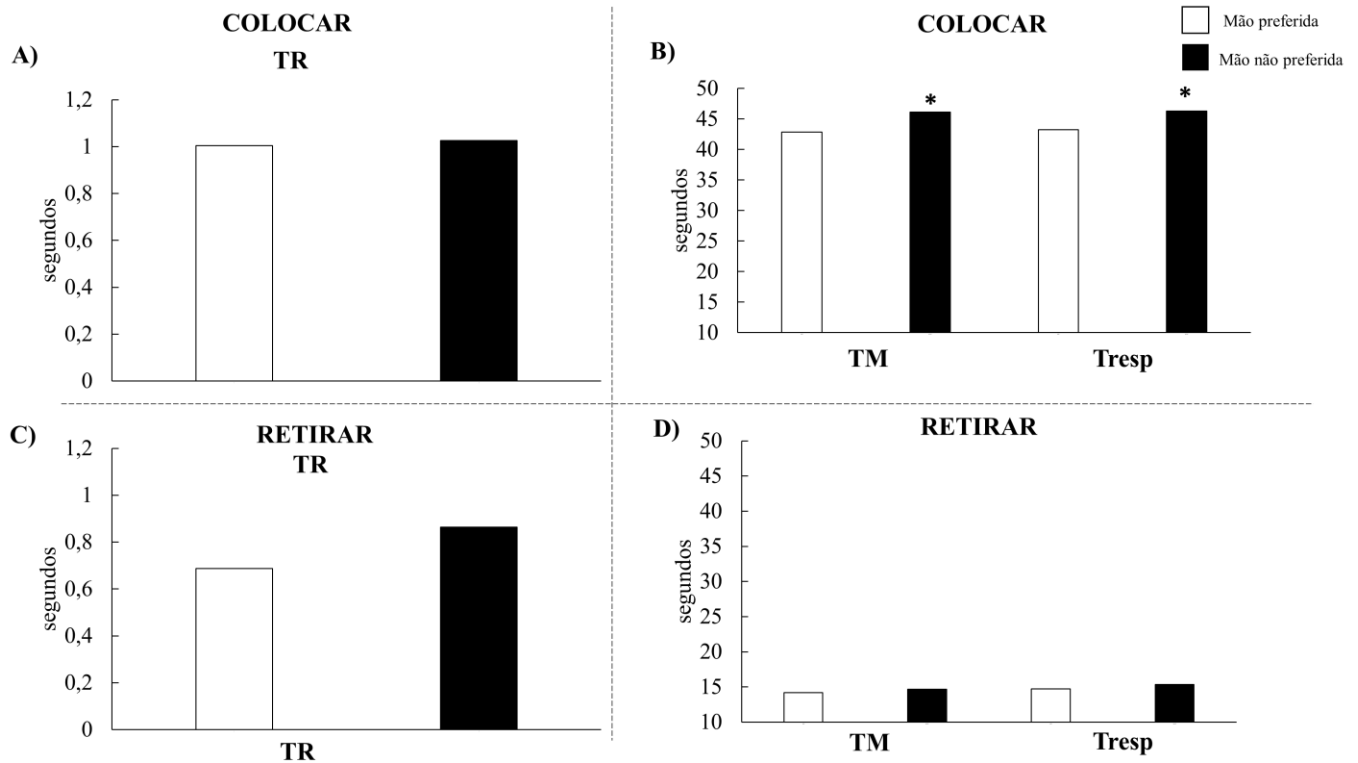 COLOCAR
A)
TR
1,2
1
0,8
0,6
0,4
0,2
0
segundos
COLOCAR
B)
Mão preferida
Mão não preferida
50
45
40
35
30
25
20
15
10
segundos
*
*
TM Tresp
C)
RETIRAR
TR
1,2
1
0,8
0,6
0,4
0,2
0
segundos
TR
D)
RETIRAR
50
45
40
35
30
25
20
15
10
segundos
TM Tresp